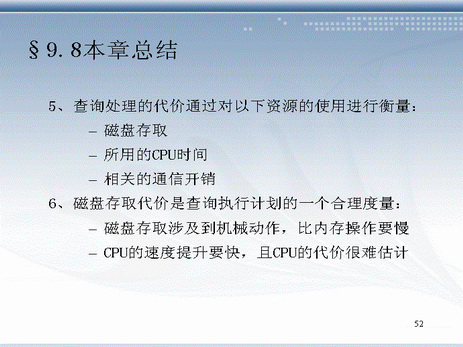 §9.8本章总结
5、查询处理的代价通过对以下资源的使用进行衡量:
– 磁盘存取
– 所用的CPU时间
– 相关的通信开销
6、磁盘存取代价是查询执行计划的一个合理度量:
– 磁盘存取涉及到机械动作，比内存操作要慢
– CPU的速度提升要快，且CPU的代价很难估计
52